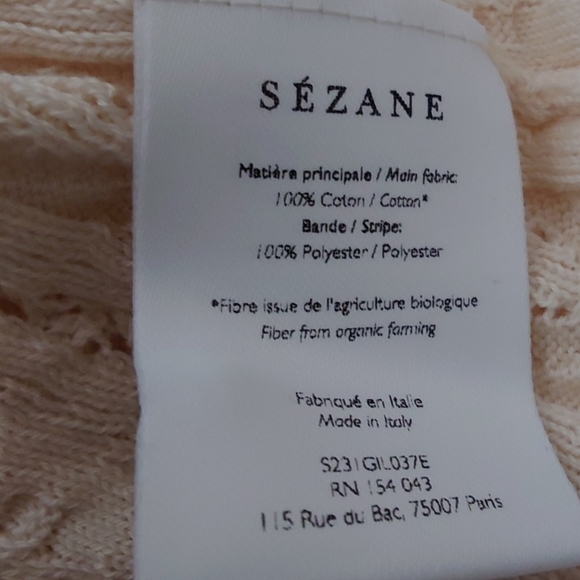 SÉZANE
Matière principale / Main fabric:
100% Coton / Cotton*
Bande / Stripe:
100% Polyester / Polyester
*Fibre issue de l'agriculture biologique
Fiber from organic farming
Fabriqué en Italie
Made in Italy
S231GIL037E
RN 154 043
115 Rue du Bac, 75007 Paris